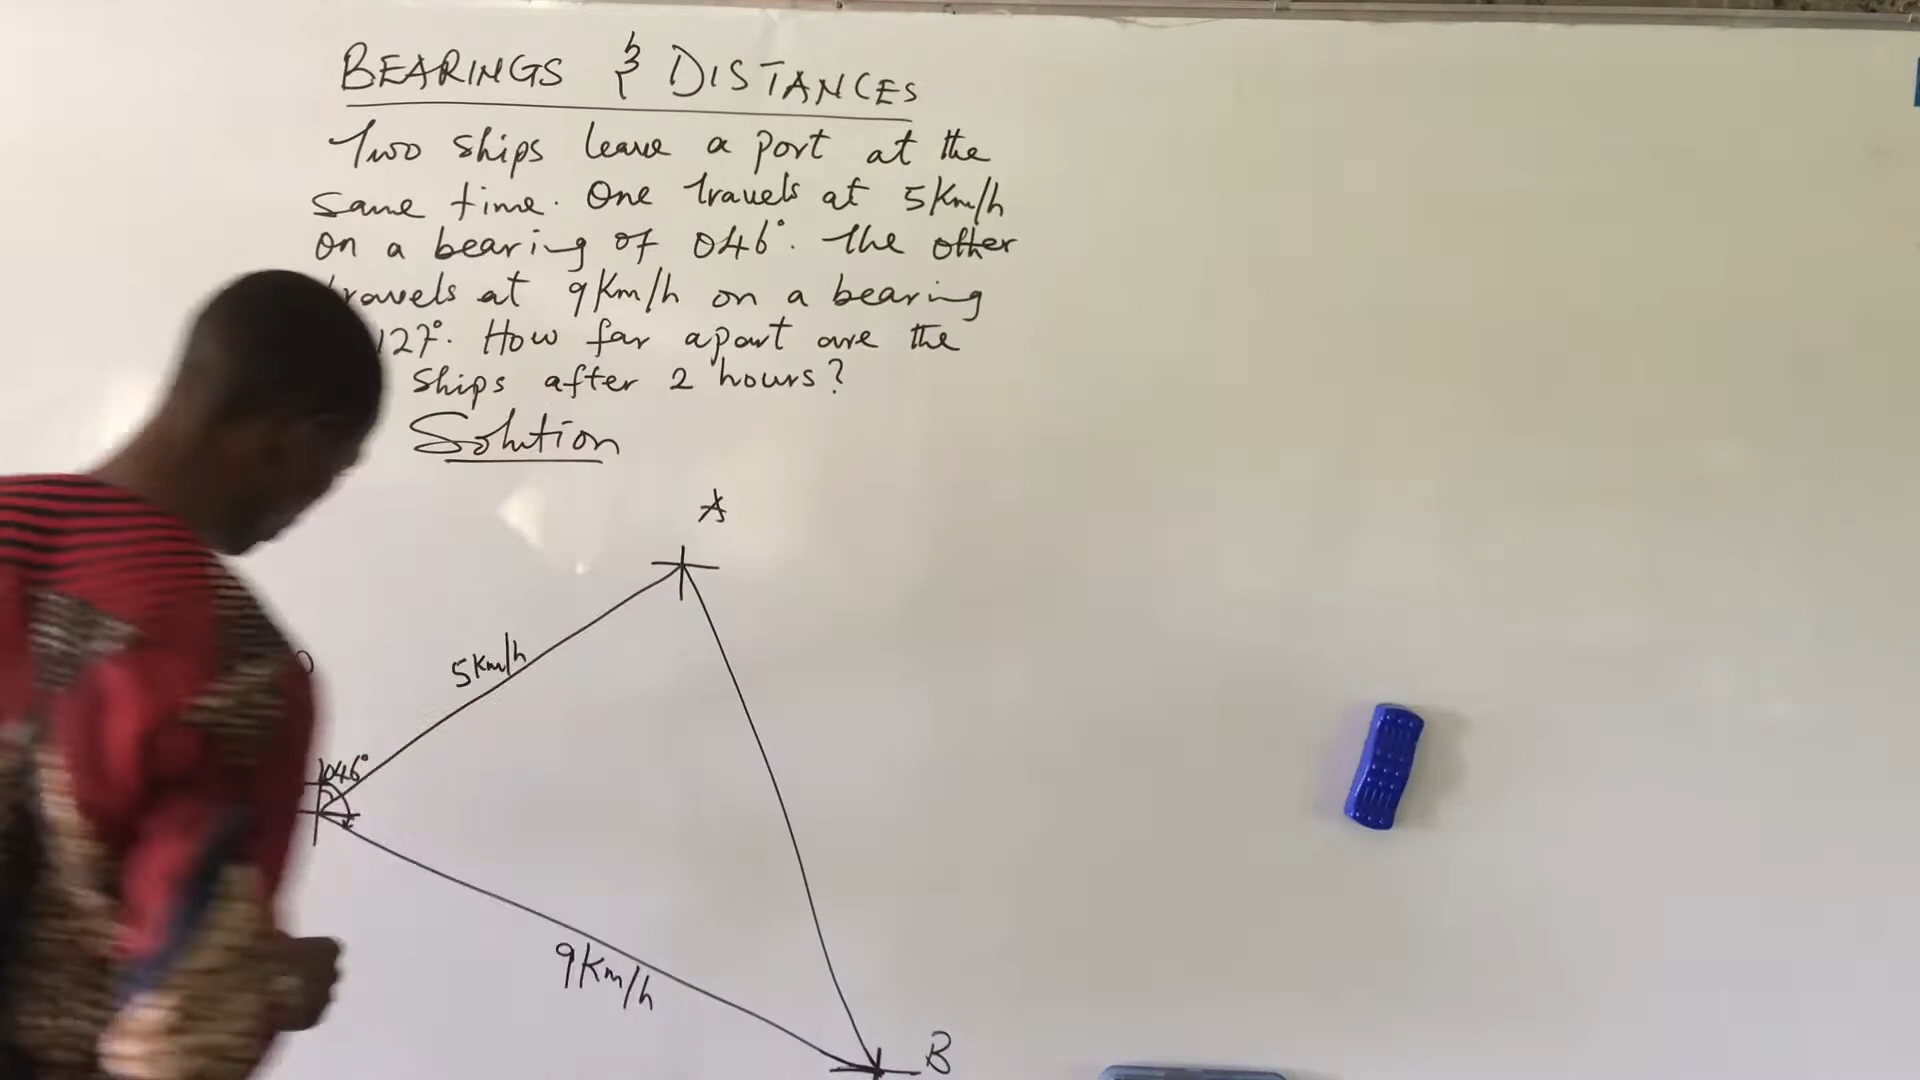 BEARINGS & DISTANCES
Two ships leave a port at the
same time. One travels at 5Km/h
on a bearing of 046°. The other
travels at 9Km/h on a bearing
127°. How far apart are the
ships after 2 hours?
Solution
A
5Km/h
046°
9Km/h
B